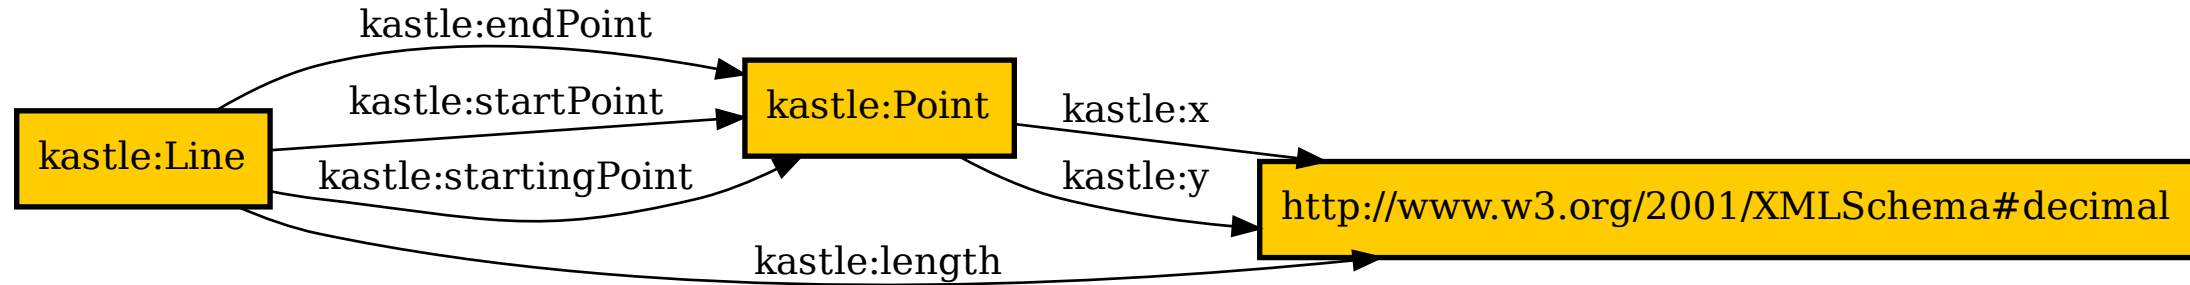 kastle:endPoint
kastle:startPoint
kastle:Point
kastle:x
kastle:Line
kastle:startingPoint
kastle:y
http://www.w3.org/2001/XMLSchema#decimal
kastle:length